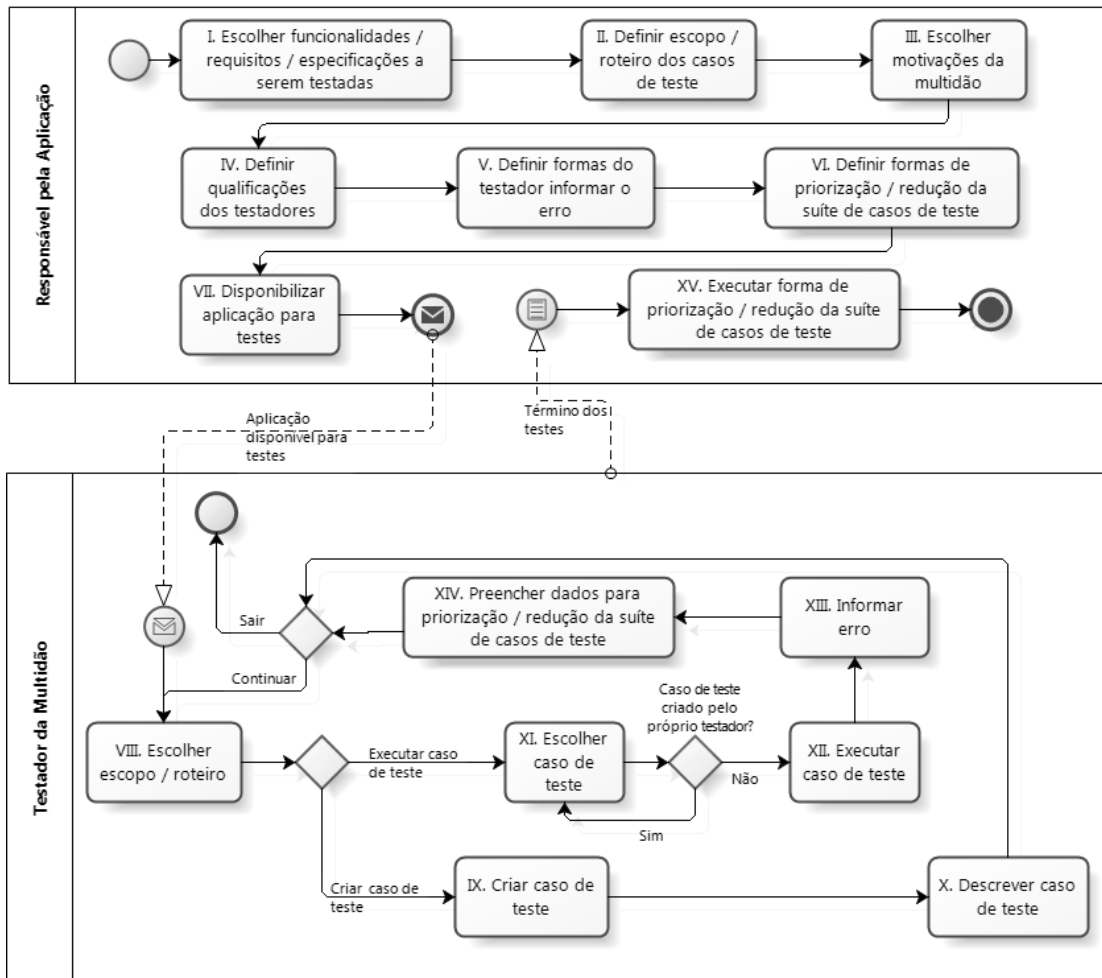 Responsável pela Aplicação
I. Escolher funcionalidades /
requisitos / especificações a
serem testadas
II. Definir escopo /
roteiro dos casos de
teste
III. Escolher
motivações da
multidão
IV. Definir
qualificações
dos testadores
V. Definir formas do
testador informar o
erro
VI. Definir formas de
priorização / redução da
suíte de casos de teste
VII. Disponibilizar
aplicação para
testes
XV. Executar forma de
priorização / redução da suíte
de casos de teste
Aplicação
disponível para
testes
Término dos
testes
Testador da Multidão
XIV. Preencher dados para
priorização / redução da suíte
de casos de teste
XIII. Informar
erro
Sair
Continuar
Caso de teste
criado pelo
próprio testador?
VIII. Escolher
escopo / roteiro
Executar caso
de teste
XI. Escolher
caso de
teste
Não
XII. Executar
caso de teste
Sim
Criar caso de
teste
IX. Criar caso de
teste
X. Descrever caso
de teste